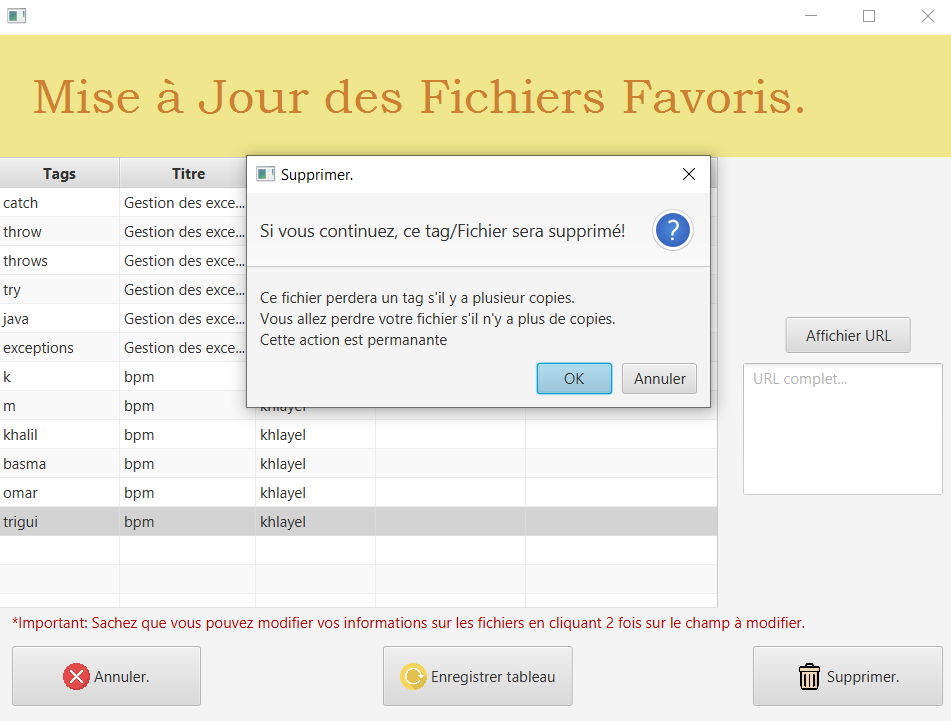 Mise à Jour des Fichiers Favoris.
Tags Titre
catch Gestion des exce...
throw Gestion des exce...
throws Gestion des exce...
try Gestion des exce...
java Gestion des exce...
exceptions Gestion des exce...
k bpm
m bpm khlayel
khalil bpm khlayel
basma bpm khlayel
omar bpm khlayel
trigui bpm khlayel
Supprimer.
Si vous continuez, ce tag/Fichier sera supprimé!
?
Ce fichier perdera un tag s'il y a plusieur copies.
Vous allez perdre votre fichier s'il n'y a plus de copies.
Cette action est permanante
OK Annuler
Affichier URL
URL complet...
*Important: Sachez que vous pouvez modifier vos informations sur les fichiers en cliquant 2 fois sur le champ à modifier.
Annuler. Enregistrer tableau Supprimer.